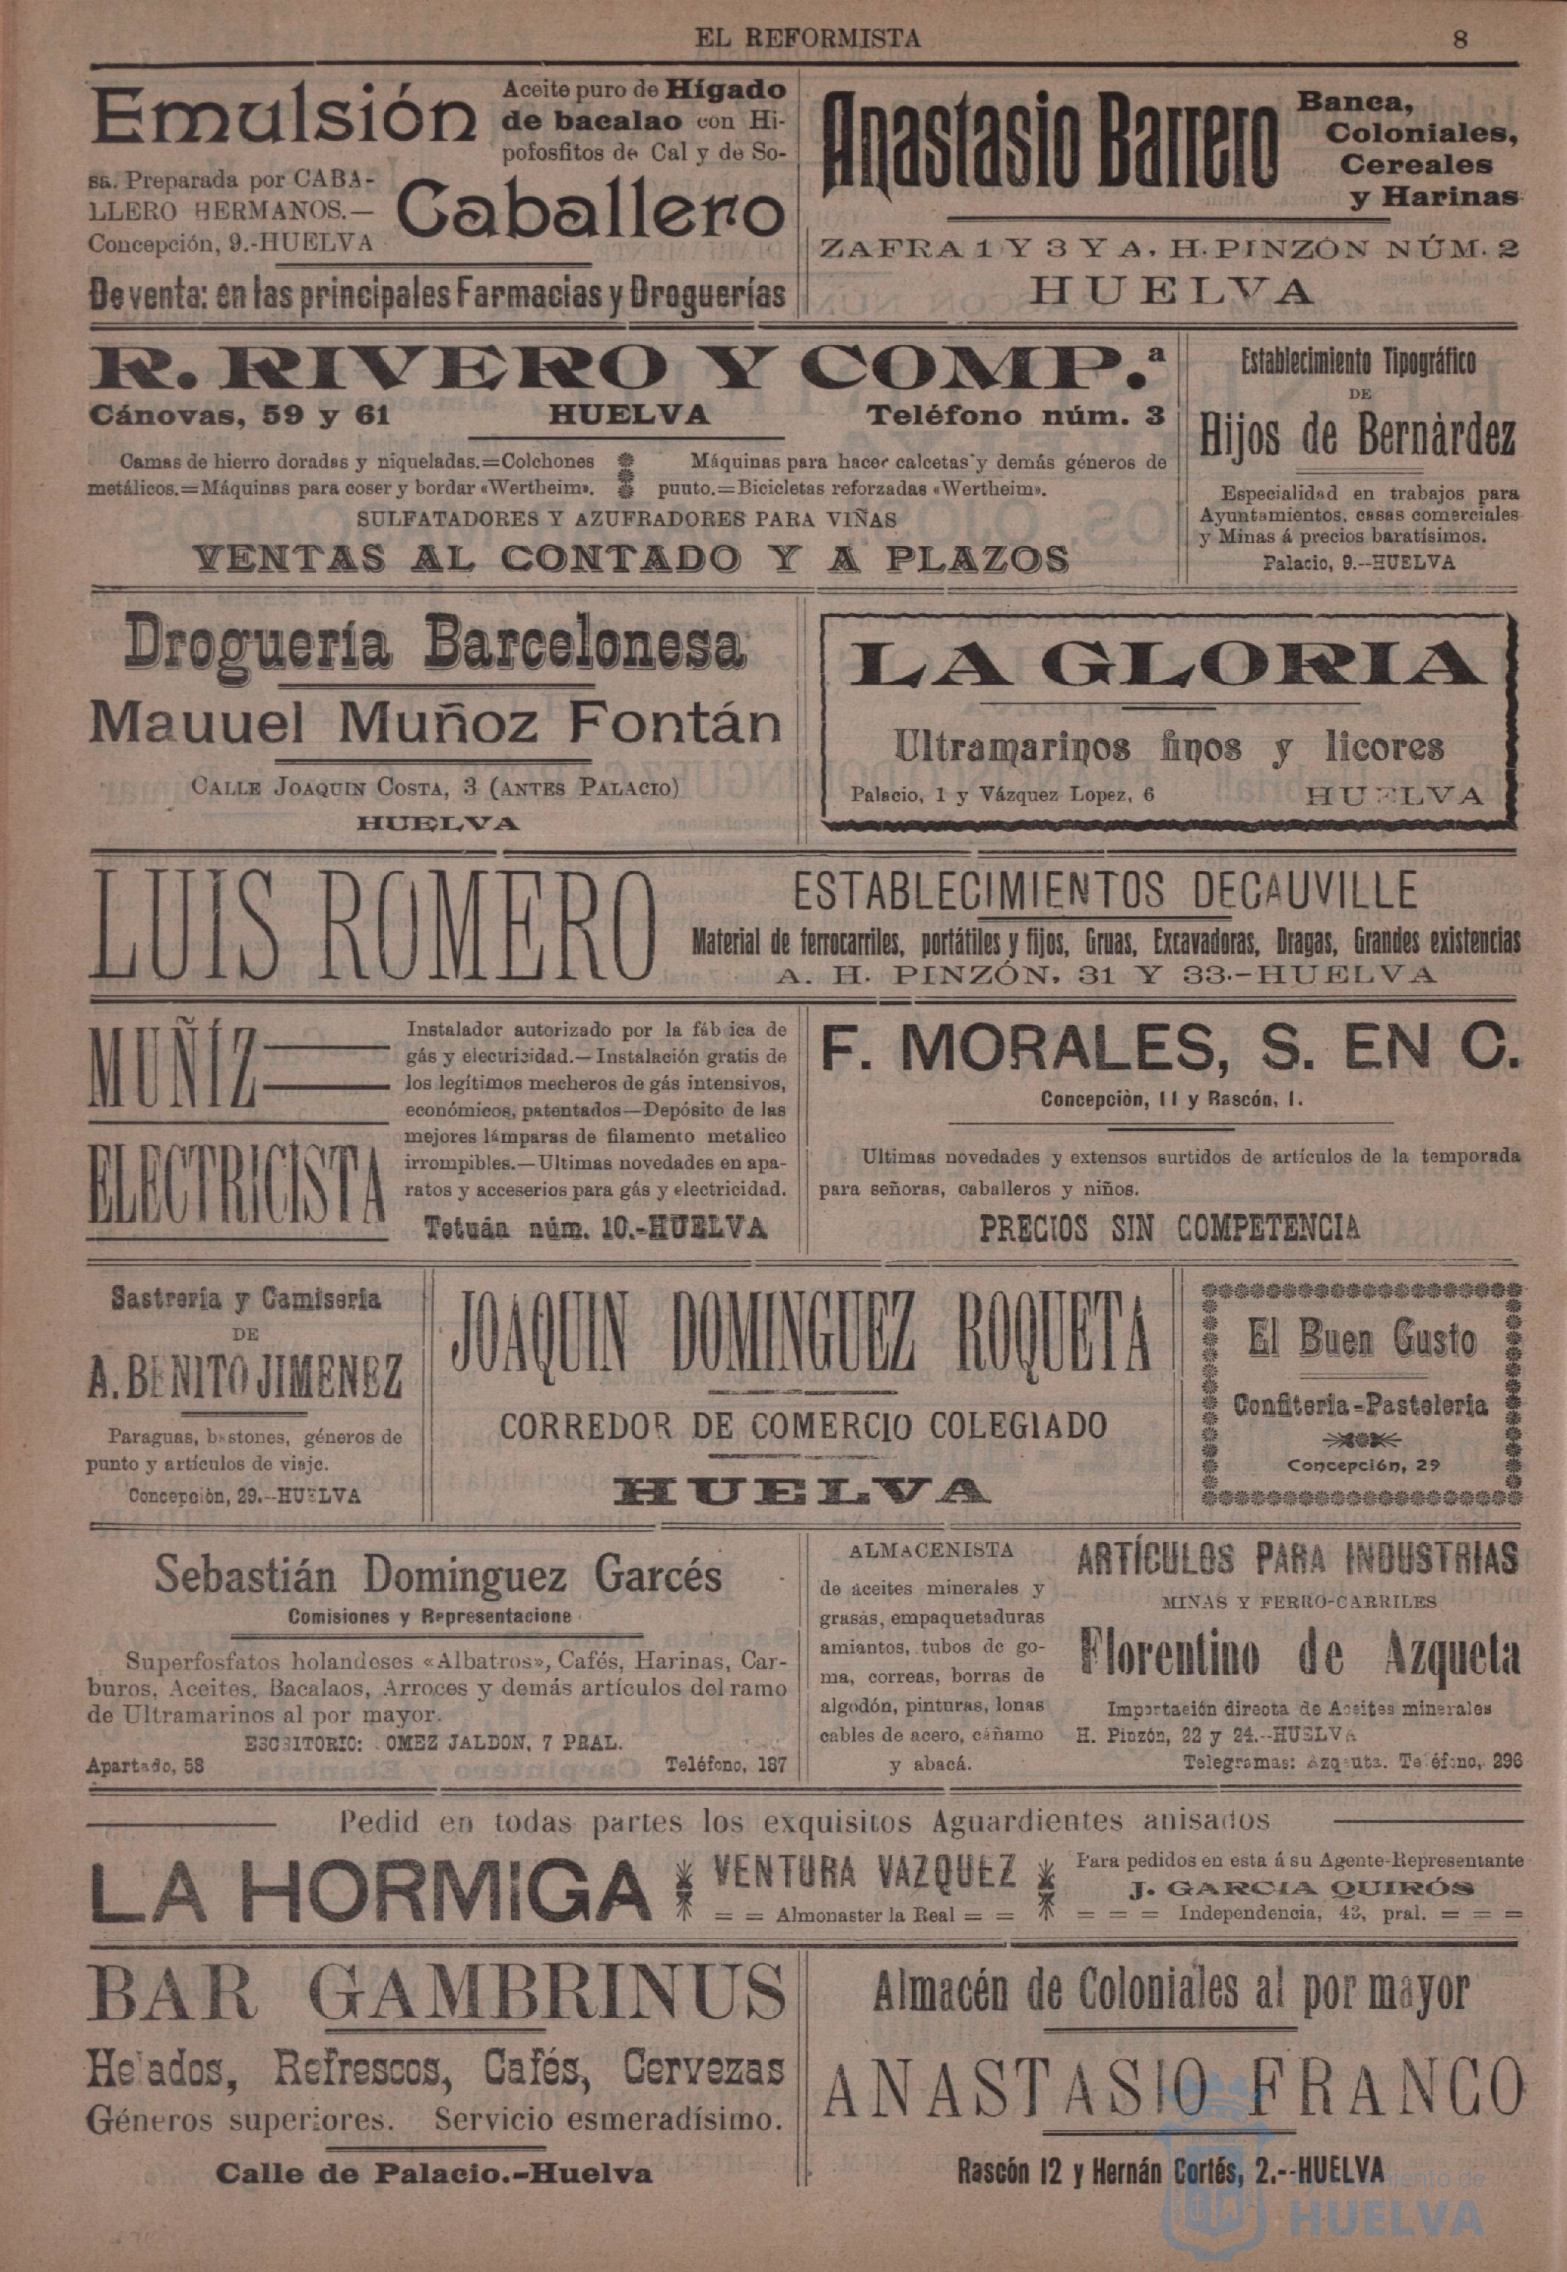 EL REFORMISTA
8
Emulsión
Aceite puro de Hígado
de bacalao con Hi-
pofosfitos de Cal y de So-
sa. Preparada por CABA-
LLERO HERMANOS.—
Concepción, 9.-HUELVA
Caballero
De venta: en las principales Farmacias y Droguerías
Anastasio Barrero
Banca,
Coloniales,
Cereales
y Harinas
ZAFRA 1 Y 3 Y A. H. PINZÓN NÚM. 2
HUELVA
R. RIVERO Y COMP.ª
Cánovas, 59 y 61 HUELVA Teléfono núm. 3
Camas de hierro doradas y niqueladas.=Colchones
metálicos.=Máquinas para coser y bordar «Wertheim».
Máquinas para hacer calcetas y demás géneros de
punto.=Bicicletas reforzadas «Wertheim».
SULFATADORES Y AZUFRADORES PARA VIÑAS
VENTAS AL CONTADO Y A PLAZOS
Establecimiento Tipográfico
DE
Hijos de Bernàrdez
Especialidad en trabajos para
Ayuntamientos, casas comerciales
y Minas á precios baratísimos.
Palacio, 9.--HUELVA
Droguería Barcelonesa
Mauuel Muñoz Fontán
CALLE JOAQUIN COSTA, 3 (ANTES PALACIO)
HUELVA
LA GLORIA
Ultramarinos finos y licores
Palacio, 1 y Vázquez Lopez, 6 HUELVA
LUIS ROMERO
ESTABLECIMIENTOS DECAUVILLE
Material de ferrocarriles, portátiles y fijos, Gruas, Excavadoras, Dragas, Grandes existencias
A. H. PINZÓN, 31 Y 33.-HUELVA
MUÑÍZ
ELECTRICISTA
Instalador autorizado por la fábrica de
gás y electricidad.—Instalación gratis de
los legítimos mecheros de gás intensivos,
económicos, patentados—Depósito de las
mejores lámparas de filamento metálico
irrompibles.—Ultimas novedades en apa-
ratos y acceserios para gás y electricidad.
Tetuán núm. 10.-HUELVA
F. MORALES, S. EN C.
Concepciòn, 11 y Rascón, 1.
Ultimas novedades y extensos surtidos de artículos de la temporada
para señoras, caballeros y niños.
PRECIOS SIN COMPETENCIA
Sastrería y Camisería
DE
A. BENITO JIMENEZ
Paraguas, bastones, géneros de
punto y artículos de viaje.
Concepciòn, 29.--HUELVA
JOAQUIN DOMINGUEZ ROQUETA
CORREDOR DE COMERCIO COLEGIADO
HUELVA
El Buen Gusto
Confitería-Pastelería
Concepción, 29
Sebastián Dominguez Garcés
Comisiones y Representacione
Superfosfatos holandeses «Albatros», Cafés, Harinas, Car-
buros, Aceites, Bacalaos, Arroces y demás artículos del ramo
de Ultramarinos al por mayor.
ESCRITORIO: OMEZ JALDON, 7 PRAL.
Apartado, 58 Teléfono, 187
ALMACENISTA
de aceites minerales y
grasas, empaquetaduras
amiantos, tubos de go-
ma, correas, borras de
algodón, pinturas, lonas
cables de acero, cáñamo
y abacá.
ARTÍCULOS PARA INDUSTRIAS
MINAS Y FERRO-CARRILES
Florentino de Azqueta
Importación directa de Aceites minerales
H. Pinzón, 22 y 24.--HUELVA
Telegramas: Azqueta. Teléfono, 296
Pedid en todas partes los exquisitos Aguardientes anisados
LA HORMIGA
VENTURA VAZQUEZ
= = Almonaster la Real = =
Para pedidos en esta á su Agente-Representante
J. GARCIA QUIRÓS
= = = Independencia, 43, pral. = = =
BAR GAMBRINUS
Helados, Refrescos, Cafés, Cervezas
Géneros superiores. Servicio esmeradísimo.
Calle de Palacio.-Huelva
Almacén de Coloniales al por mayor
ANASTASIO FRANCO
Rascón 12 y Hernán Cortés, 2.--HUELVA
Ayuntamiento de
HUELVA